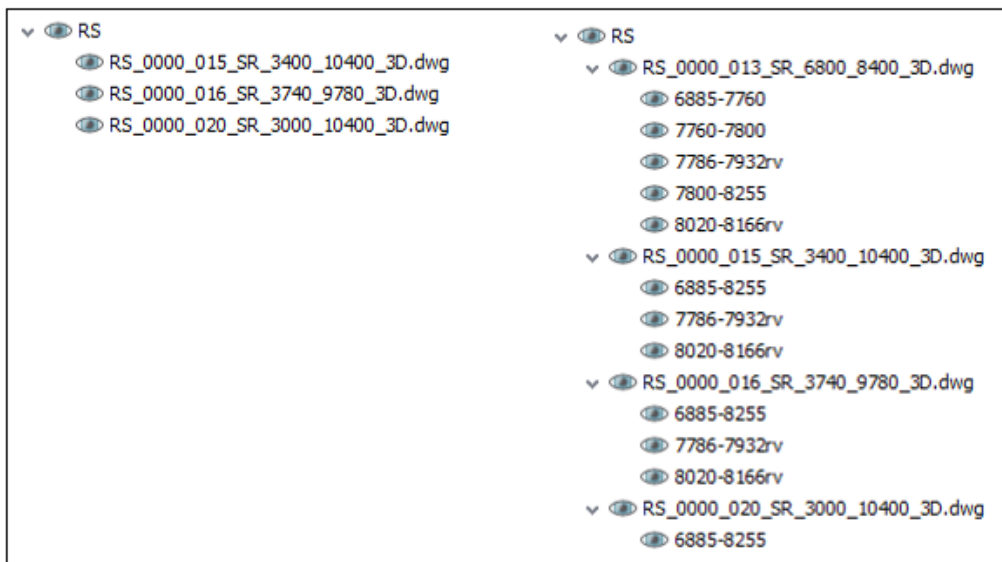 RS
RS_0000_015_SR_3400_10400_3D.dwg
RS_0000_016_SR_3740_9780_3D.dwg
RS_0000_020_SR_3000_10400_3D.dwg
RS
RS_0000_013_SR_6800_8400_3D.dwg
6885-7760
7760-7800
7786-7932rv
7800-8255
8020-8166rv
RS_0000_015_SR_3400_10400_3D.dwg
6885-8255
7786-7932rv
8020-8166rv
RS_0000_016_SR_3740_9780_3D.dwg
6885-8255
7786-7932rv
8020-8166rv
RS_0000_020_SR_3000_10400_3D.dwg
6885-8255